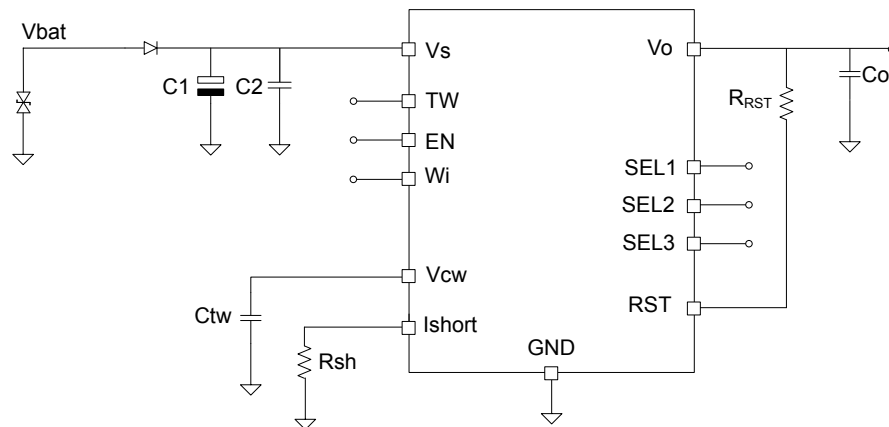 Vbat
Vs
Vo
C1
C2
Co
TW
RRST
EN
Wi
SEL1
SEL2
SEL3
Vcw
Ctw
RST
Ishort
Rsh
GND